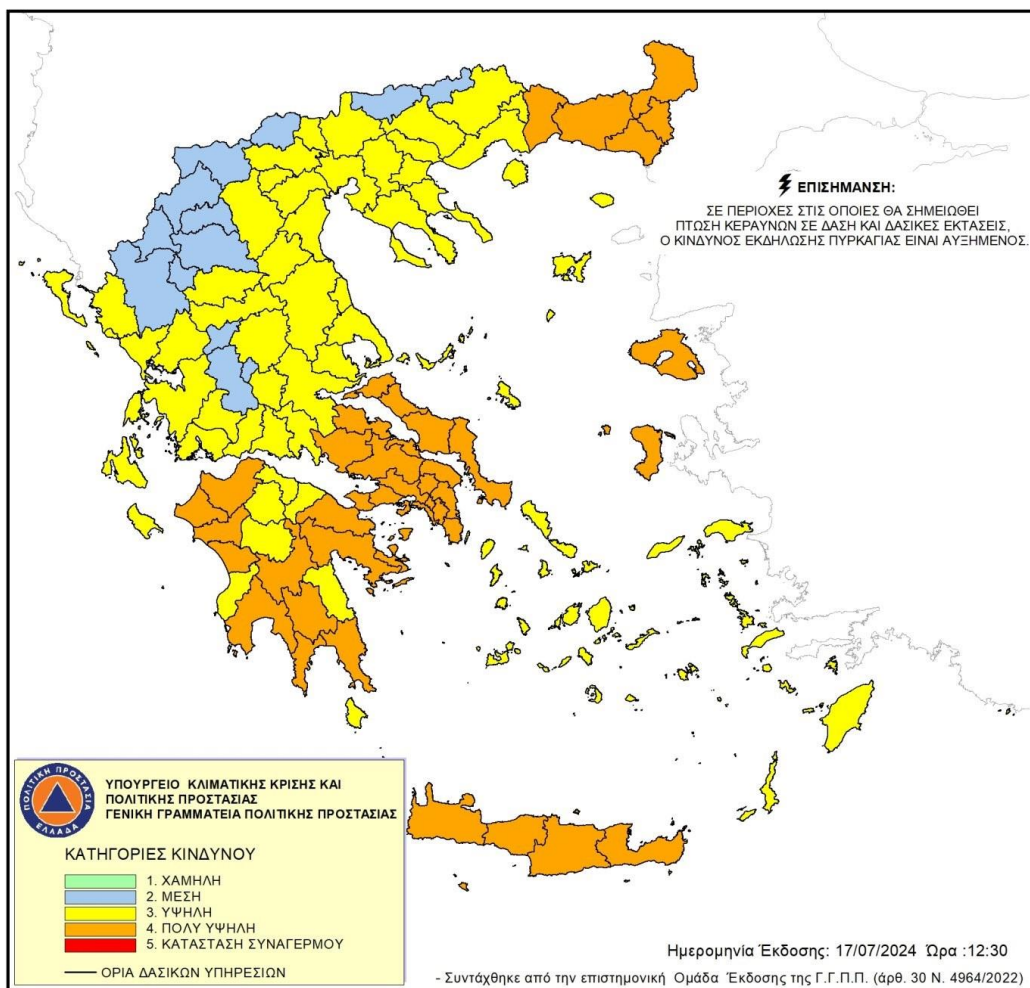 ΕΠΙΣΗΜΑΝΣΗ:
ΣΕ ΠΕΡΙΟΧΕΣ ΣΤΙΣ ΟΠΟΙΕΣ ΘΑ ΣΗΜΕΙΩΘΕΙ
ΠΤΩΣΗ ΚΕΡΑΥΝΩΝ ΣΕ ΔΑΣΗ ΚΑΙ ΔΑΣΙΚΕΣ ΕΚΤΑΣΕΙΣ,
Ο ΚΙΝΔΥΝΟΣ ΕΚΔΗΛΩΣΗΣ ΠΥΡΚΑΓΙΑΣ ΕΙΝΑΙ ΑΥΞΗΜΕΝΟΣ.
ΠΟΛΙΤΙΚΗ ΠΡΟΣΤΑΣΙΑ
ΕΛΛΑΔΑ
ΥΠΟΥΡΓΕΙΟ ΚΛΙΜΑΤΙΚΗΣ ΚΡΙΣΗΣ ΚΑΙ
ΠΟΛΙΤΙΚΗΣ ΠΡΟΣΤΑΣΙΑΣ
ΓΕΝΙΚΗ ΓΡΑΜΜΑΤΕΙΑ ΠΟΛΙΤΙΚΗΣ ΠΡΟΣΤΑΣΙΑΣ
ΚΑΤΗΓΟΡΙΕΣ ΚΙΝΔΥΝΟΥ
1. ΧΑΜΗΛΗ
2. ΜΕΣΗ
3. ΥΨΗΛΗ
4. ΠΟΛΥ ΥΨΗΛΗ
5. ΚΑΤΑΣΤΑΣΗ ΣΥΝΑΓΕΡΜΟΥ
ΟΡΙΑ ΔΑΣΙΚΩΝ ΥΠΗΡΕΣΙΩΝ
Ημερομηνία Έκδοσης: 17/07/2024 Ώρα :12:30
- Συντάχθηκε από την επιστημονική Ομάδα Έκδοσης της Γ.Γ.Π.Π. (άρθ. 30 Ν. 4964/2022)